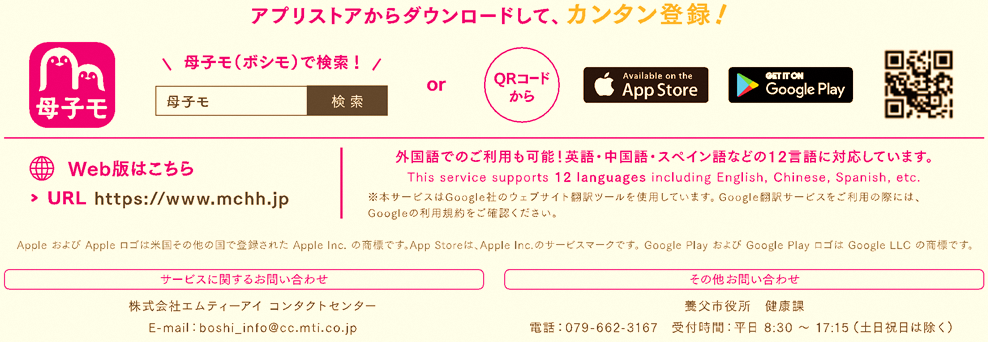 アプリストアからダウンロードして、カンタン登録！
母子モ
母子モ（ボシモ）で検索！
母子モ 検索
or
QRコード
から
Available on the
App Store
GET IT ON
Google Play
Web版はこちら
URL https://www.mchh.jp
外国語でのご利用も可能！英語・中国語・スペイン語などの12言語に対応しています。
This service supports 12 languages including English, Chinese, Spanish, etc.
※本サービスはGoogle社のウェブサイト翻訳ツールを使用しています。Google翻訳サービスをご利用の際には、
Googleの利用規約をご確認ください。
Apple および Apple ロゴは米国その他の国で登録された Apple Inc. の商標です。App Storeは、Apple Inc.のサービスマークです。 Google Play および Google Play ロゴは Google LLC の商標です。
サービスに関するお問い合わせ
株式会社エムティーアイ コンタクトセンター
E-mail：boshi_info@cc.mti.co.jp
その他お問い合わせ
養父市役所　健康課
電話：079-662-3167　受付時間：平日 8:30 ～ 17:15（土日祝日は除く）